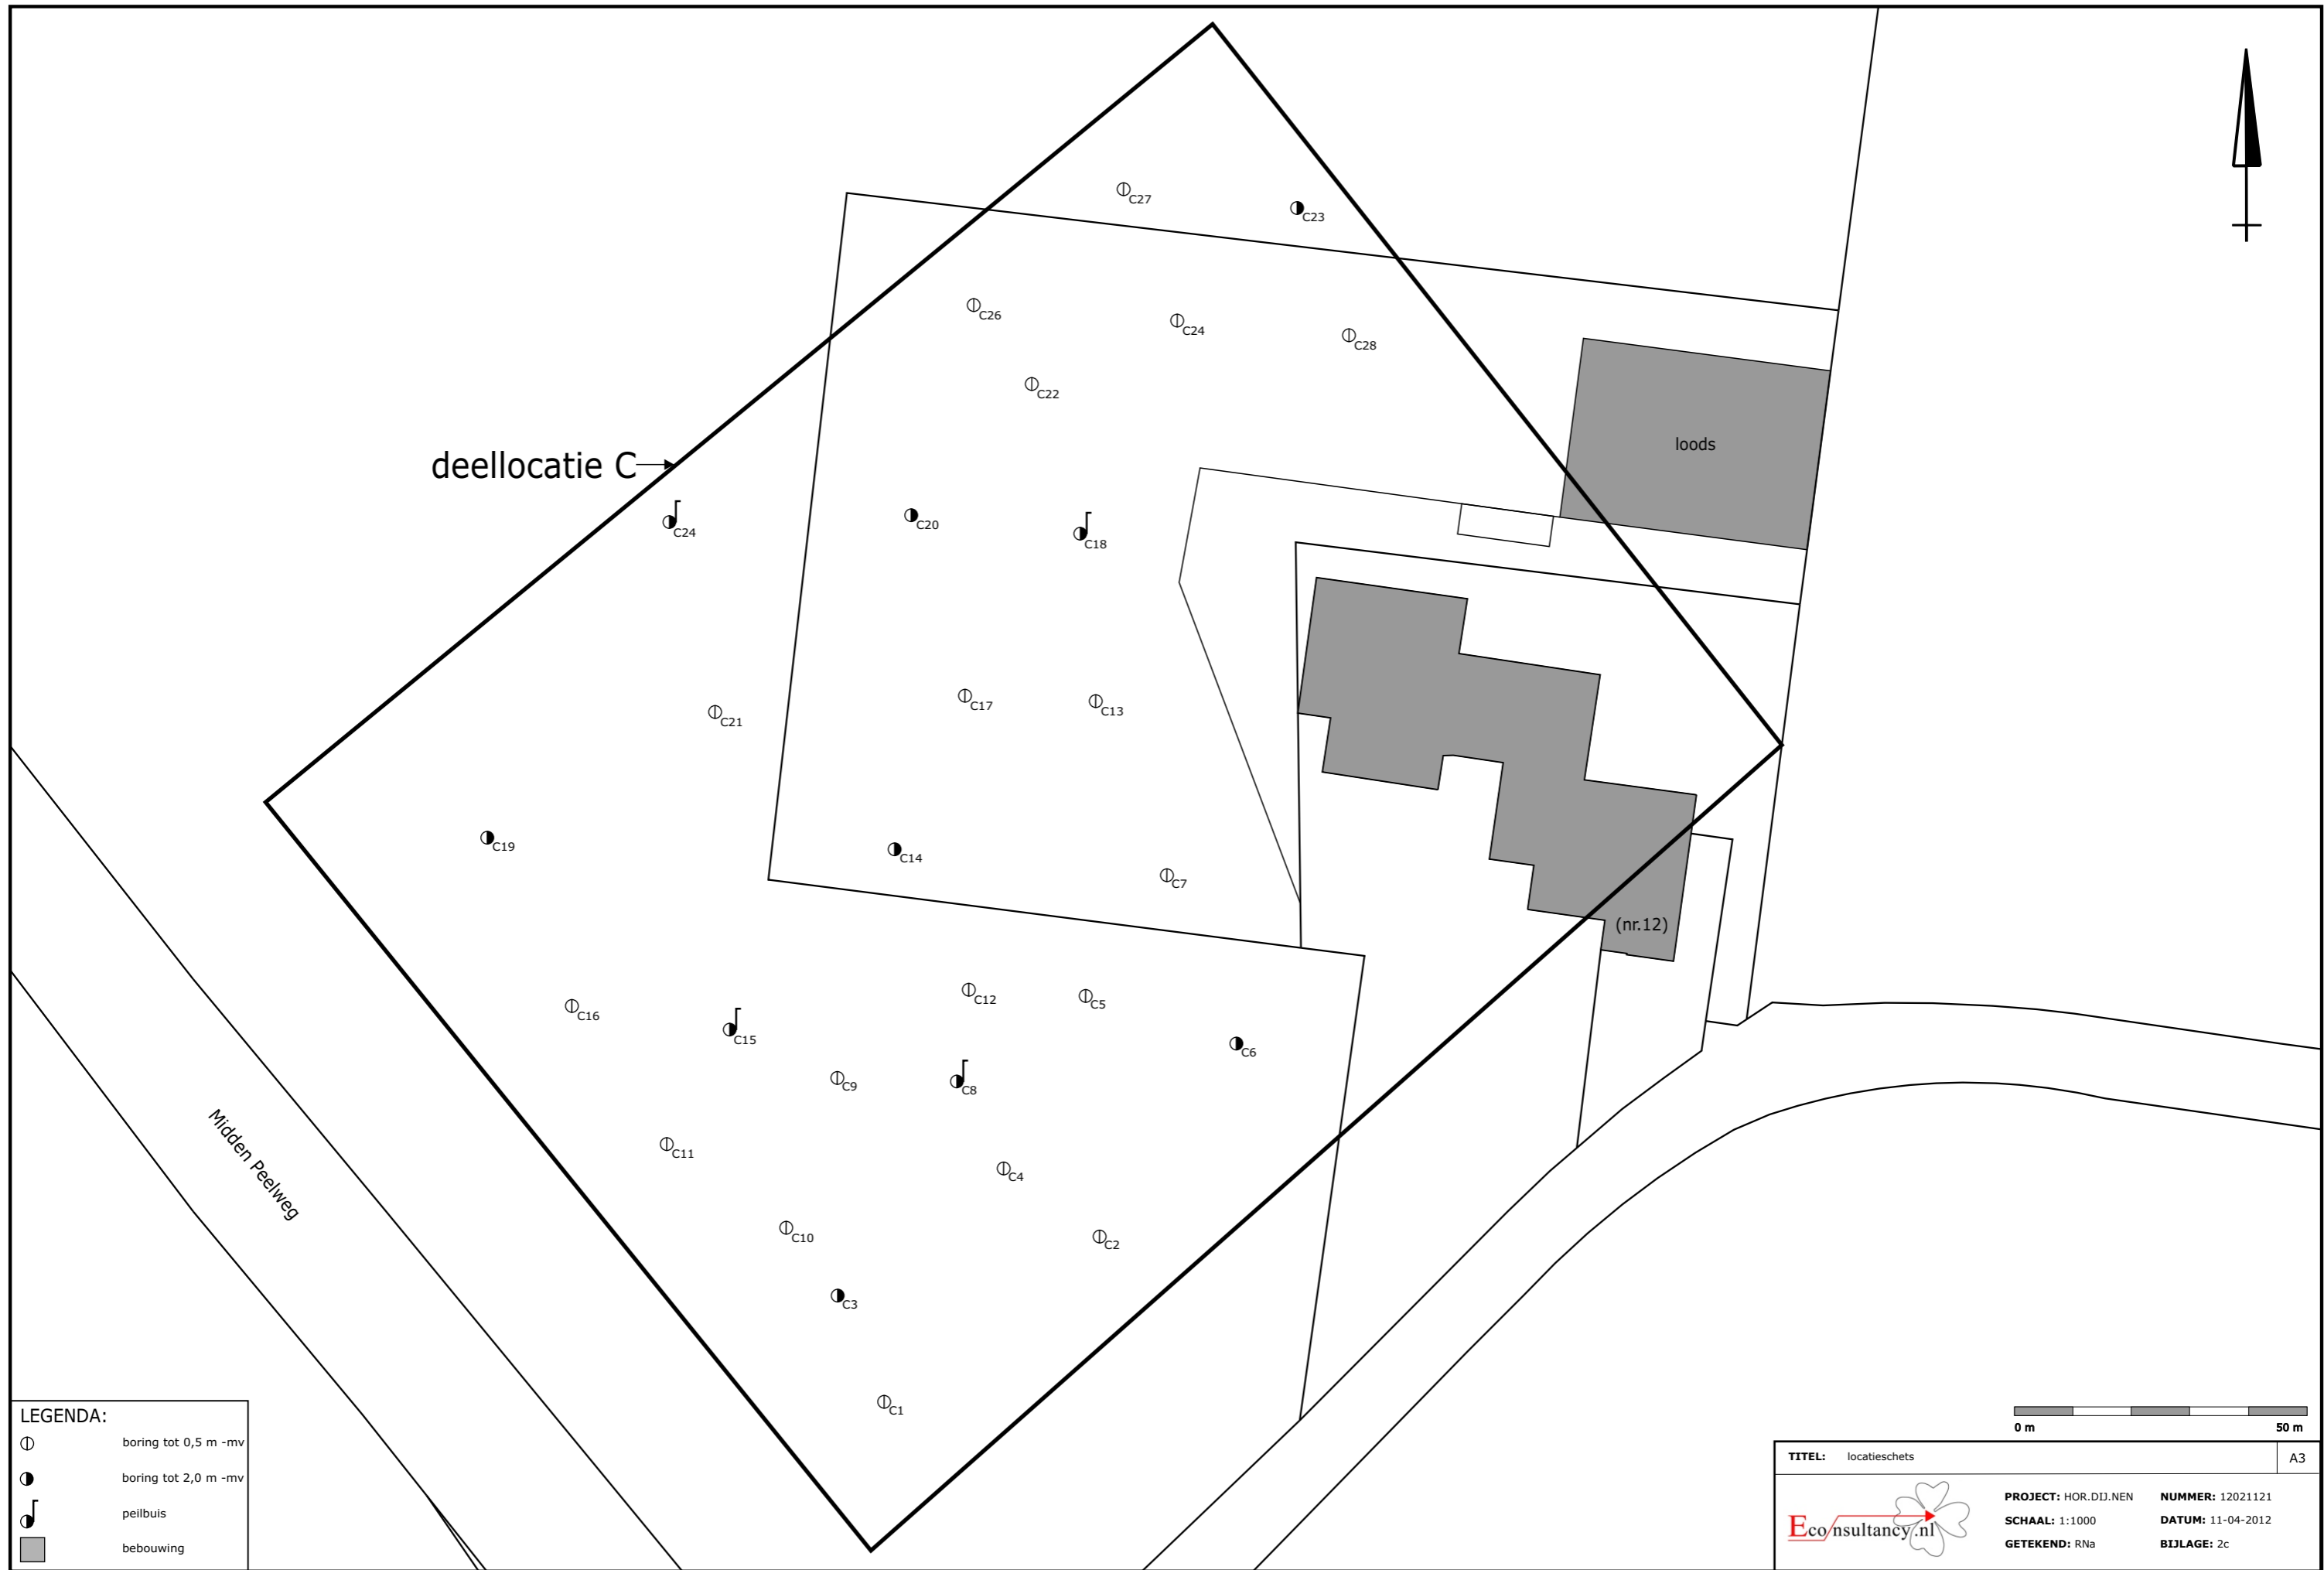 C27
C23
C26
C24
C28
C22
loods
deellocatie C
C24
C20
C18
C21
C17
C13
C19
C14
C7
(nr.12)
C16
C15
C12
C5
C6
C9
C8
C11
C4
Midden Peelweg
C10
C2
C3
C1
LEGENDA:
boring tot 0,5 m -mv
boring tot 2,0 m -mv
peilbuis
bebouwing
0 m 50 m
TITEL: locatieschets A3
Econsultancy.nl
PROJECT: HOR.DIJ.NEN NUMMER: 12021121
SCHAAL: 1:1000 DATUM: 11-04-2012
GETEKEND: RNa BIJLAGE: 2c